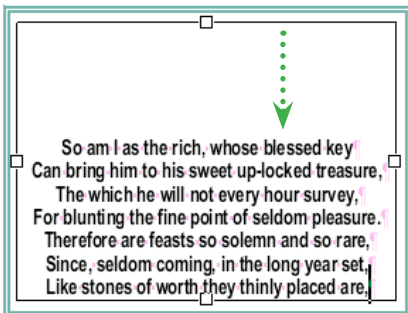 So am I as the rich, whose blessed key
Can bring him to his sweet up-locked treasure,
The which he will not every hour survey,
For blunting the fine point of seldom pleasure.
Therefore are feasts so solemn and so rare,
Since, seldom coming, in the long year set,
Like stones of worth they thinly placed are,